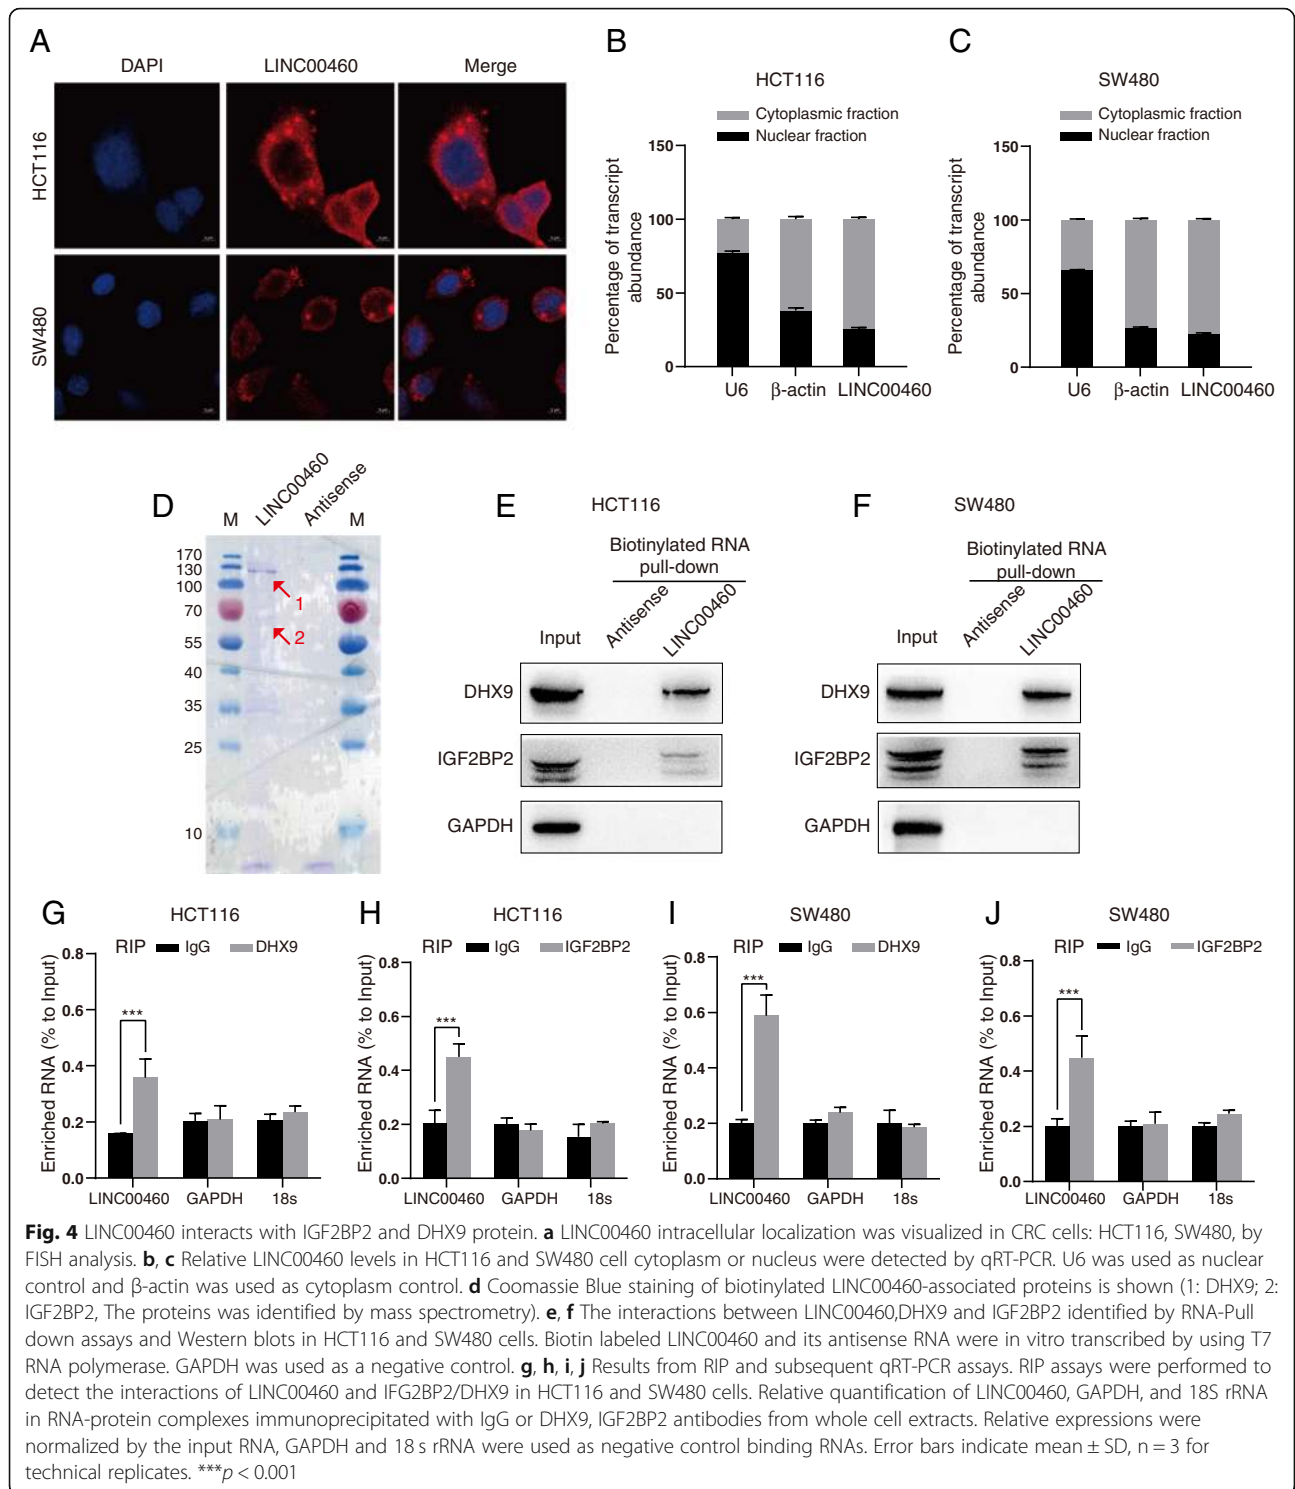 A
DAPI
LINC00460
Merge
HCT116
SW480
B
HCT116
Cytoplasmic fraction
Nuclear fraction
Percentage of transcript
abundance
150
100
50
0
U6
β-actin
LINC00460
C
SW480
Cytoplasmic fraction
Nuclear fraction
Percentage of transcript
abundance
150
100
50
0
U6
β-actin
LINC00460
D
M
LINC00460
Antisense
M
170
130
100
70
55
40
35
25
10
1
2
E
HCT116
Biotinylated RNA
pull-down
Input
Antisense
LINC00460
DHX9
IGF2BP2
GAPDH
F
SW480
Biotinylated RNA
pull-down
Input
Antisense
LINC00460
DHX9
IGF2BP2
GAPDH
G
HCT116
RIP IgG DHX9
Enriched RNA (% to Input)
0.8
0.6
0.4
0.2
0.0
***
LINC00460
GAPDH
18s
H
HCT116
RIP IgG IGF2BP2
Enriched RNA (% to Input)
0.8
0.6
0.4
0.2
0.0
***
LINC00460
GAPDH
18s
I
SW480
RIP IgG DHX9
Enriched RNA (% to Input)
0.8
0.6
0.4
0.2
0.0
***
LINC00460
GAPDH
18s
J
SW480
RIP IgG IGF2BP2
Enriched RNA (% to Input)
0.8
0.6
0.4
0.2
0.0
***
LINC00460
GAPDH
18s
Fig. 4 LINC00460 interacts with IGF2BP2 and DHX9 protein. a LINC00460 intracellular localization was visualized in CRC cells: HCT116, SW480, by
FISH analysis. b, c Relative LINC00460 levels in HCT116 and SW480 cell cytoplasm or nucleus were detected by qRT-PCR. U6 was used as nuclear
control and β-actin was used as cytoplasm control. d Coomassie Blue staining of biotinylated LINC00460-associated proteins is shown (1: DHX9; 2:
IGF2BP2, The proteins was identified by mass spectrometry). e, f The interactions between LINC00460,DHX9 and IGF2BP2 identified by RNA-Pull
down assays and Western blots in HCT116 and SW480 cells. Biotin labeled LINC00460 and its antisense RNA were in vitro transcribed by using T7
RNA polymerase. GAPDH was used as a negative control. g, h, i, j Results from RIP and subsequent qRT-PCR assays. RIP assays were performed to
detect the interactions of LINC00460 and IFG2BP2/DHX9 in HCT116 and SW480 cells. Relative quantification of LINC00460, GAPDH, and 18S rRNA
in RNA-protein complexes immunoprecipitated with IgG or DHX9, IGF2BP2 antibodies from whole cell extracts. Relative expressions were
normalized by the input RNA, GAPDH and 18 s rRNA were used as negative control binding RNAs. Error bars indicate mean ± SD, n = 3 for
technical replicates. ***p < 0.001